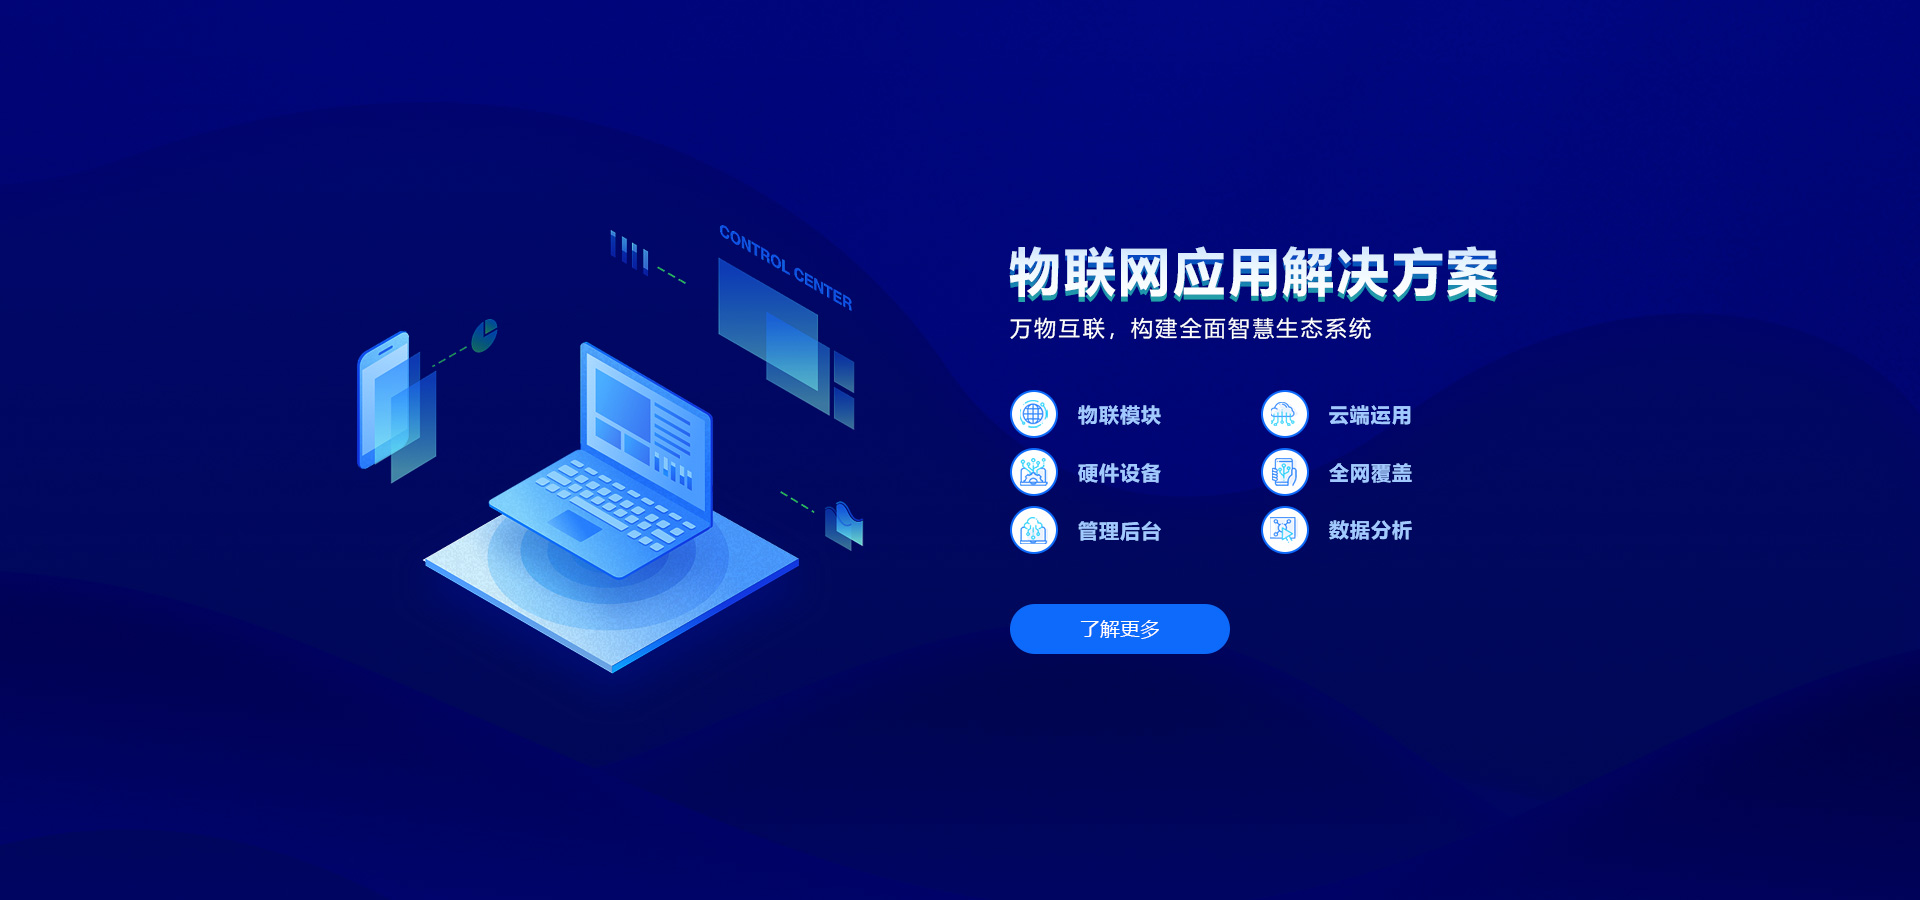 CONTROL CENTER
物联网应用解决方案
万物互联，构建全面智慧生态系统
物联模块
云端运用
硬件设备
全网覆盖
管理后台
数据分析
了解更多